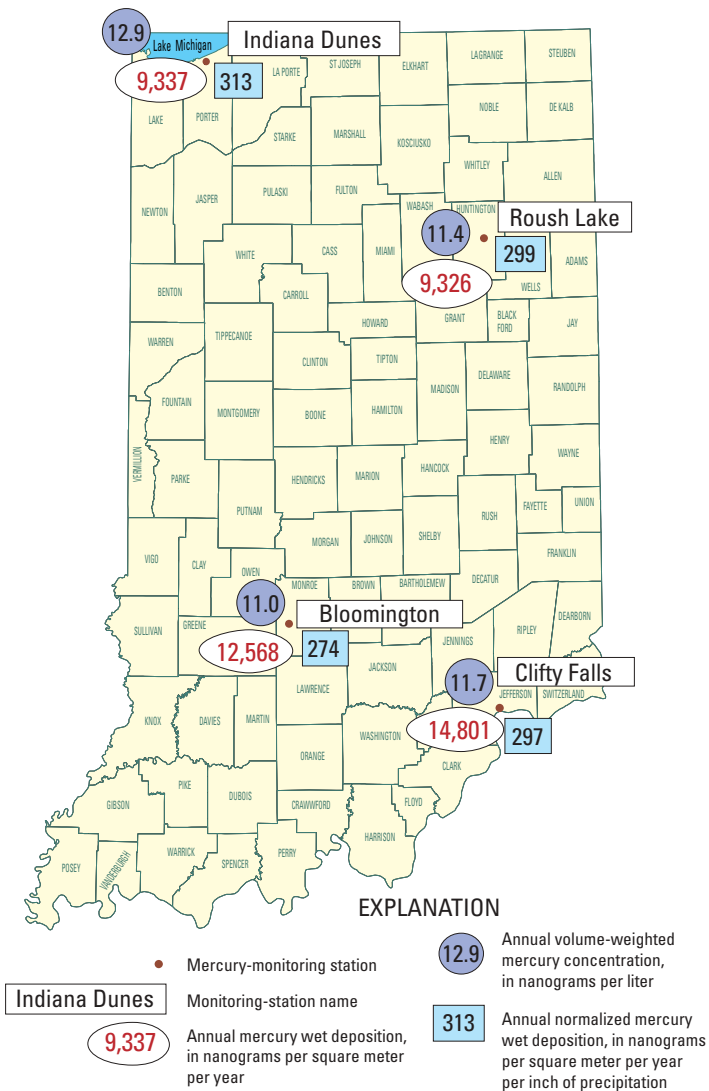 12.9
Lake Michigan
Indiana Dunes
9,337
313
LA PORTE
ST JOSEPH
ELKHART
LAGRANGE
STEUBEN
LAKE
PORTER
NOBLE
DE KALB
STARKE
MARSHALL
KOSCIUSKO
WHITLEY
ALLEN
NEWTON
JASPER
PULASKI
FULTON
WABASH
HUNTINGTON
Roush Lake
11.4
299
9,326
WHITE
CASS
MIAMI
ADAMS
WELLS
BENTON
CARROLL
GRANT
BLACK
FORD
JAY
HOWARD
WARREN
TIPPECANOE
CLINTON
TIPTON
MADISON
DELAWARE
RANDOLPH
FOUNTAIN
MONTGOMERY
BOONE
HAMILTON
HENRY
WAYNE
VERMILLION
PARKE
HENDRICKS
MARION
HANCOCK
PUTNAM
RUSH
FAYETTE
UNION
MORGAN
JOHNSON
SHELBY
FRANKLIN
VIGO
CLAY
OWEN
MONROE
BROWN
BARTHOLEMEW
DECATUR
11.0
Bloomington
12,568
274
DEARBORN
RIPLEY
SULLIVAN
GREENE
JENNINGS
JACKSON
Clifty Falls
11.7
JEFFERSON
SWITZERLAND
14,801
297
LAWRENCE
KNOX
DAVIES
MARTIN
WASHINGTON
ORANGE
CLARK
PIKE
DUBOIS
GIBSON
CRAWWFORD
FLOYD
HARRISON
POSEY
VANDERBURGH
WARRICK
SPENCER
PERRY
EXPLANATION
Mercury-monitoring station
Indiana Dunes
Monitoring-station name
9,337
Annual mercury wet deposition,
in nanograms per square meter
per year
12.9
Annual volume-weighted
mercury concentration,
in nanograms per liter
313
Annual normalized mercury
wet deposition, in nanograms
per square meter per year
per inch of precipitation